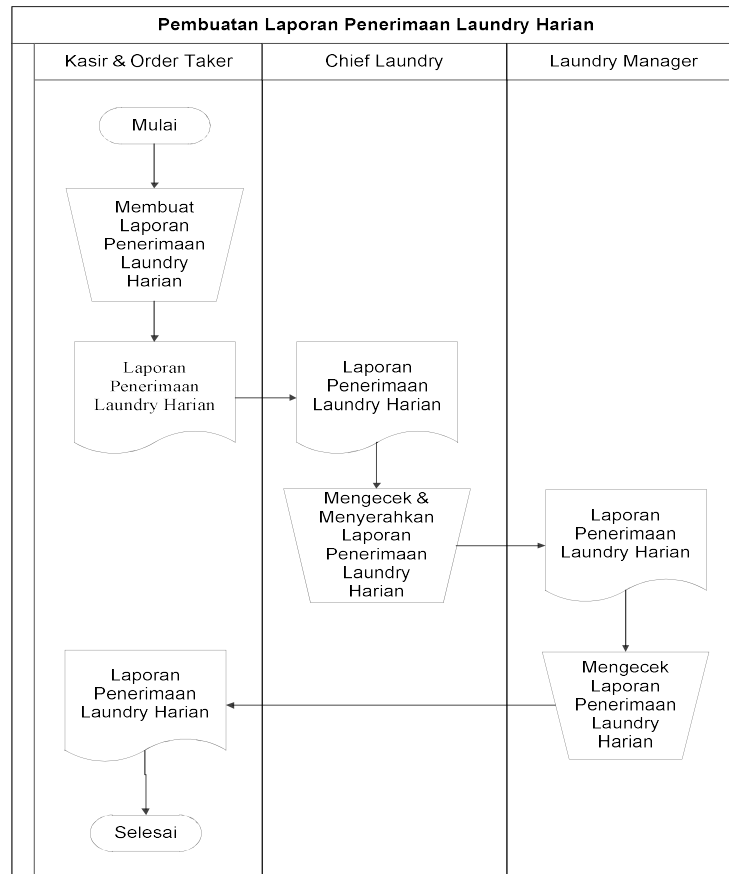 Pembuatan Laporan Penerimaan Laundry Harian
Kasir & Order Taker
Chief Laundry
Laundry Manager
Mulai
Membuat
Laporan
Penerimaan
Laundry
Harian
Laporan
Penerimaan
Laundry Harian
Laporan
Penerimaan
Laundry Harian
Mengecek &
Menyerahkan
Laporan
Penerimaan
Laundry
Harian
Laporan
Penerimaan
Laundry Harian
Mengecek
Laporan
Penerimaan
Laundry
Harian
Laporan
Penerimaan
Laundry Harian
Selesai